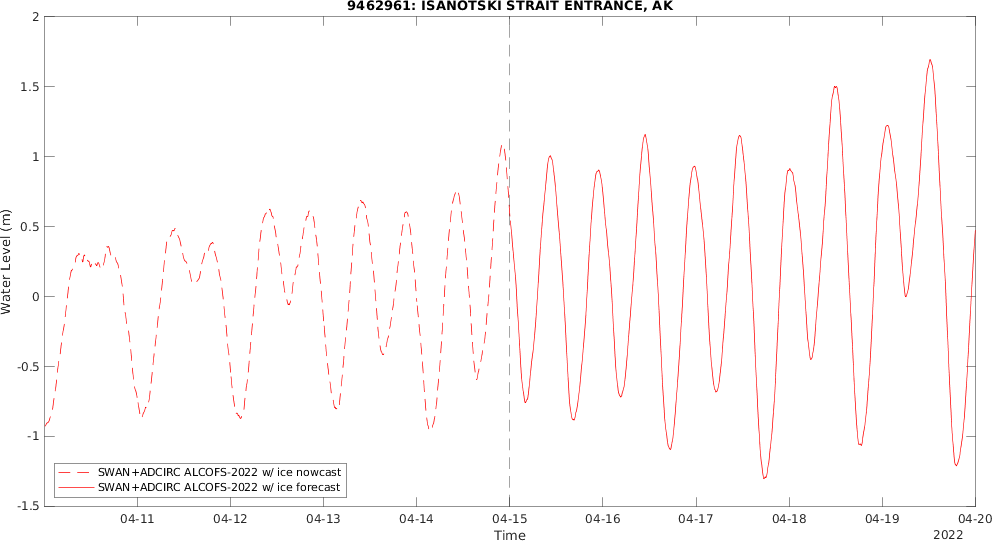 9462961: ISANOTSKI STRAIT ENTRANCE, AK
2
1.5
1
0.5
0
-0.5
-1
-1.5
Water Level (m)
SWAN+ADCIRC ALCOFS-2022 w/ ice nowcast
SWAN+ADCIRC ALCOFS-2022 w/ ice forecast
04-11 04-12 04-13 04-14 04-15 04-16 04-17 04-18 04-19 04-20
Time
2022